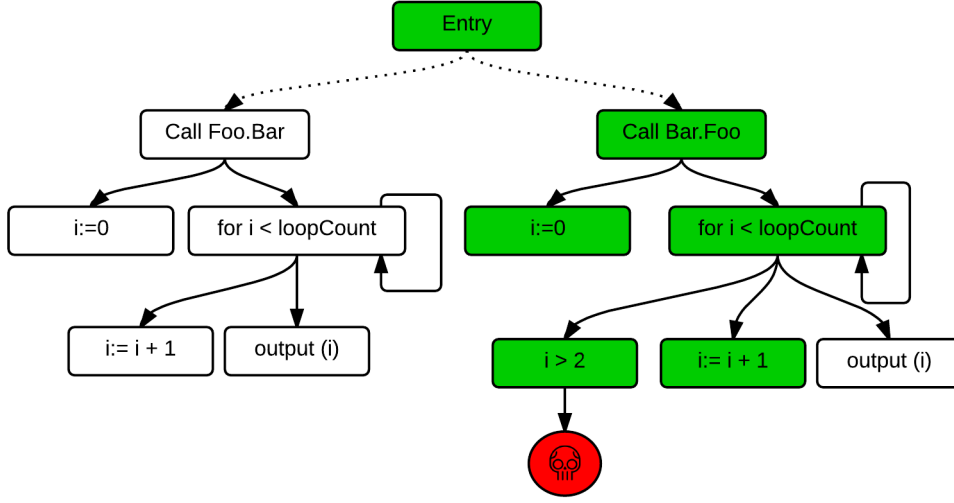 Entry
Call Foo.Bar
Call Bar.Foo
i:=0
for i < loopCount
i:=0
for i < loopCount
i:= i + 1
output (i)
i > 2
i:= i + 1
output (i)